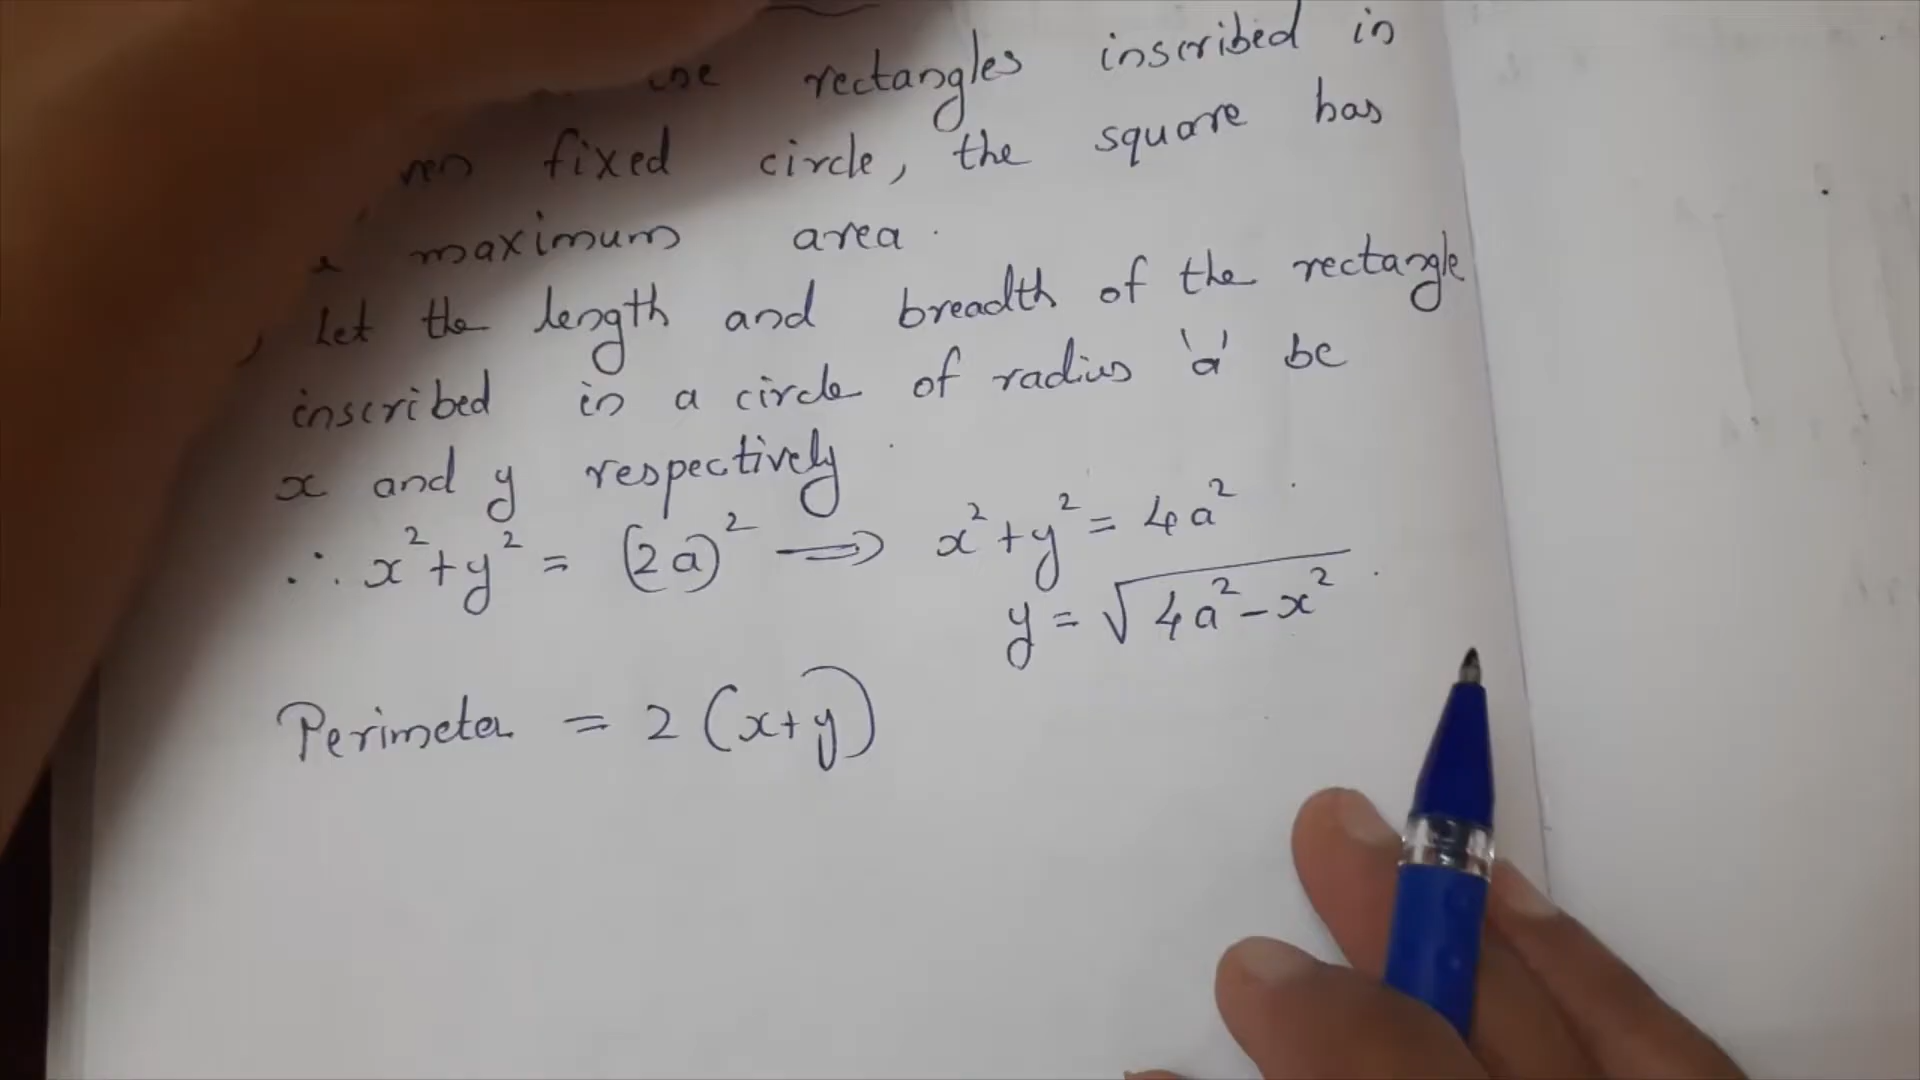 rectangles inscribed in
fixed circle, the square has
maximum area.
Let the length and breadth of the rectangle
inscribed in a circle of radius 'a' be
x and y respectively
∴ x²+y² = (2a)² ⟹ x²+y² = 4a²
y = √(4a²-x²)
Perimeter = 2 (x+y)